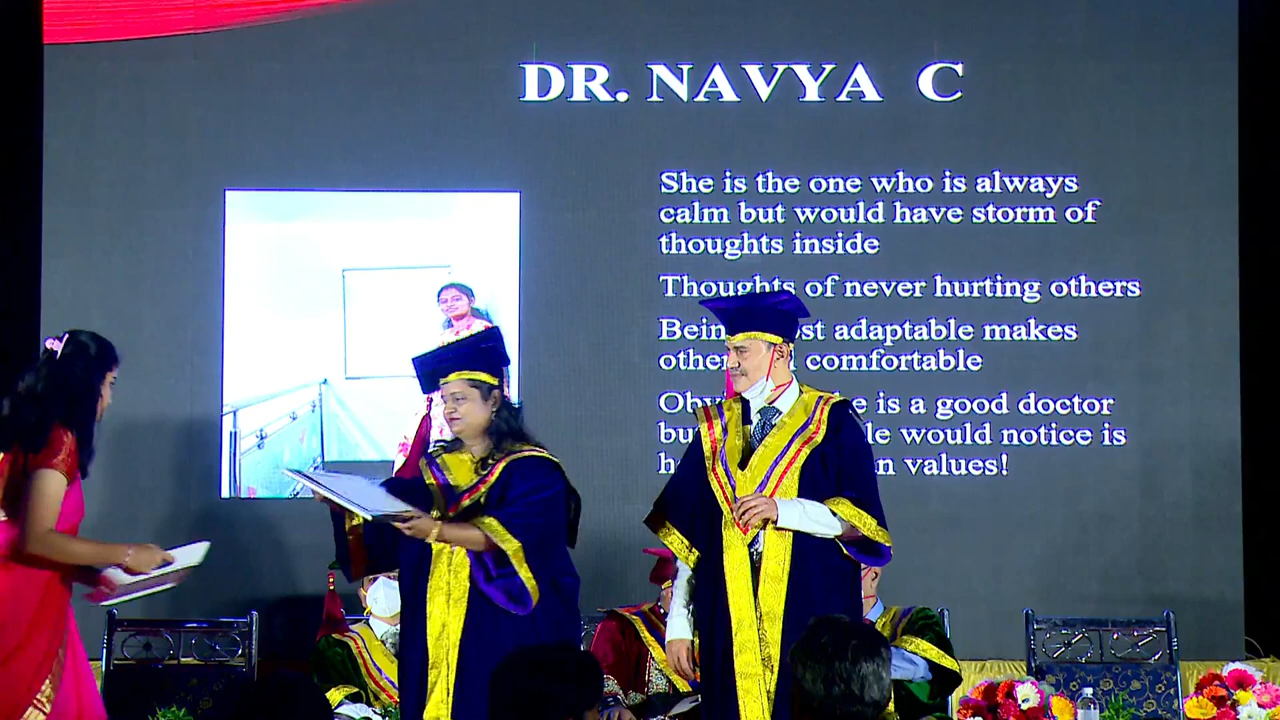 DR. NAVYA C
She is the one who is always
calm but would have storm of
thoughts inside
Thoughts of never hurting others
adaptable makes
comfortable
is a good doctor
would notice is
values!